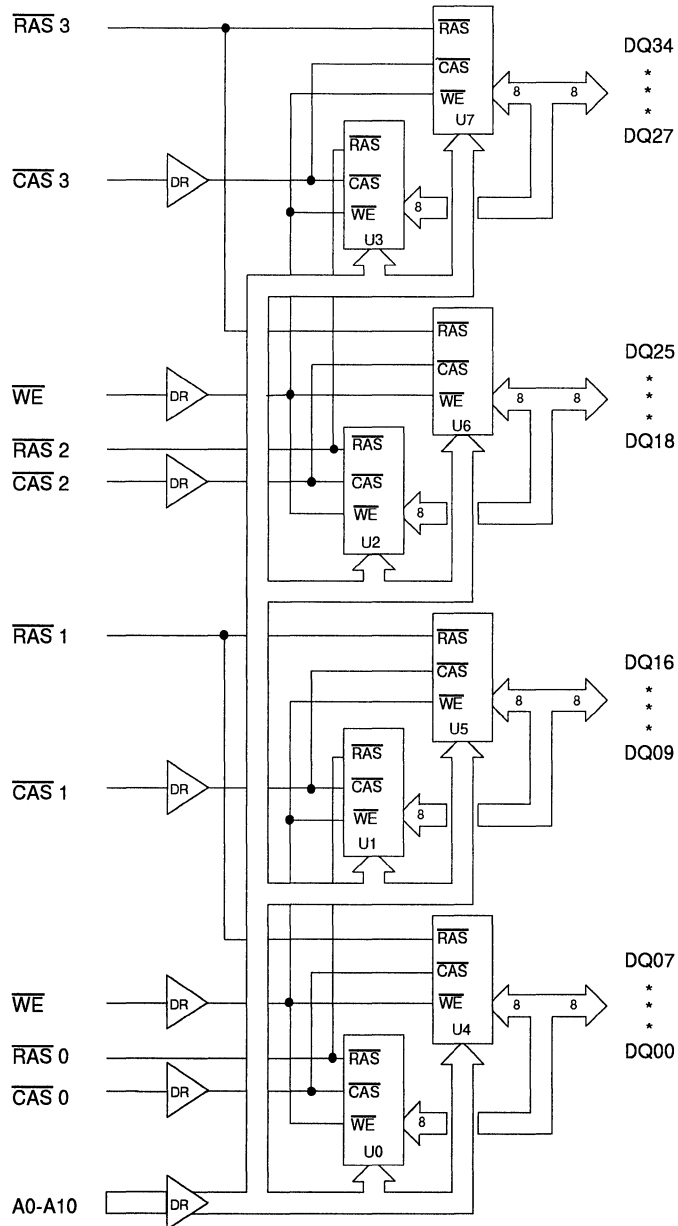 RAS 3
RAS
CAS
WE
U7
8 8
DQ34
*
*
*
DQ27
CAS 3
DR
RAS
CAS
WE
U3
8
RAS
CAS
WE
U6
8 8
DQ25
*
*
*
DQ18
WE
DR
RAS 2
CAS 2
DR
RAS
CAS
WE
U2
8
RAS 1
RAS
CAS
WE
U5
8 8
DQ16
*
*
*
DQ09
CAS 1
DR
RAS
CAS
WE
U1
8
RAS
CAS
WE
U4
8 8
DQ07
*
*
*
DQ00
WE
DR
RAS 0
CAS 0
DR
RAS
CAS
WE
U0
8
A0-A10
DR